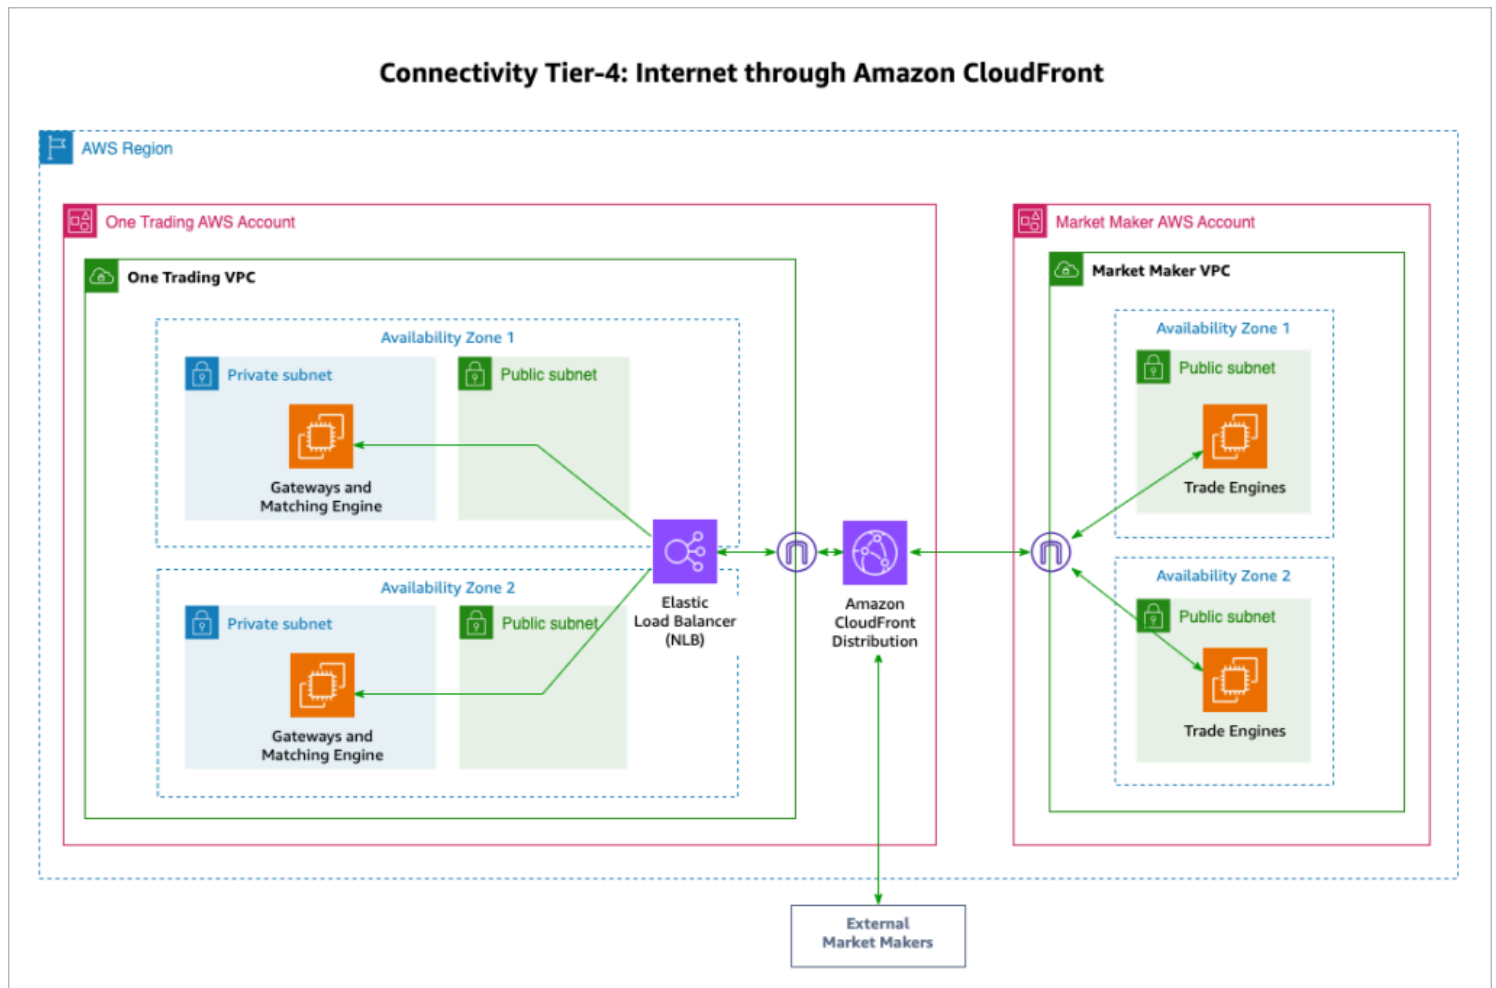 Connectivity Tier-4: Internet through Amazon CloudFront
AWS Region
One Trading AWS Account
One Trading VPC
Availability Zone 1
Private subnet
Public subnet
Gateways and
Matching Engine
Availability Zone 2
Private subnet
Public subnet
Gateways and
Matching Engine
Elastic
Load Balancer
(NLB)
Amazon
CloudFront
Distribution
Market Maker AWS Account
Market Maker VPC
Availability Zone 1
Public subnet
Trade Engines
Availability Zone 2
Public subnet
Trade Engines
External
Market Makers